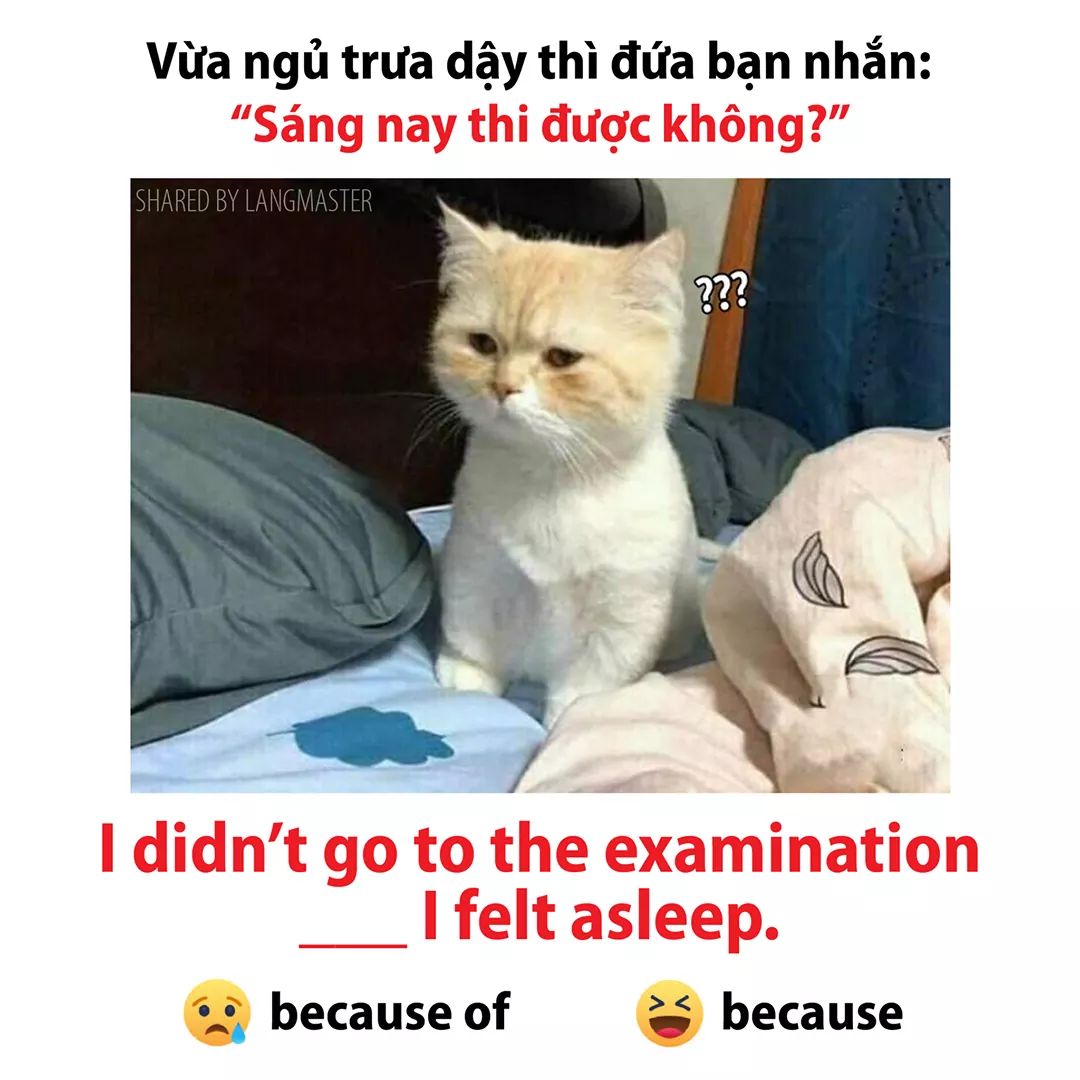 Vừa ngủ trưa dậy thì đứa bạn nhắn:
“Sáng nay thi được không?”
SHARED BY LANGMASTER
???
I didn’t go to the examination
___ I felt asleep.
because of
because